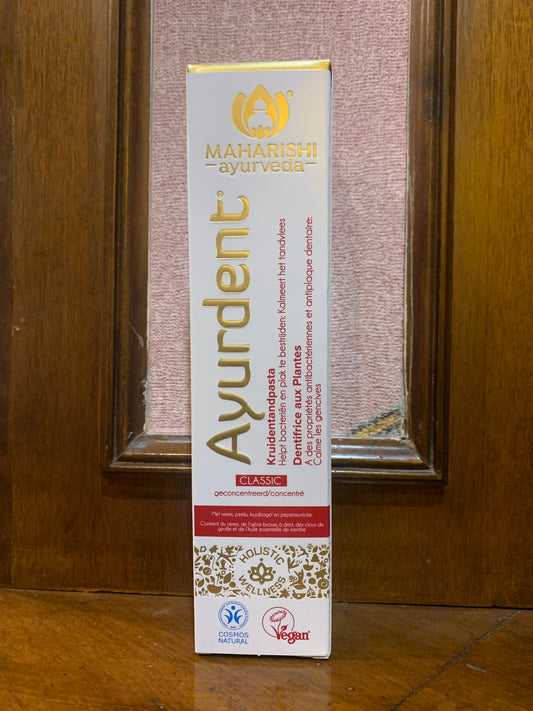 MAHARISHI
ayurveda
Ayurdent
Kruidentandpasta
Helpt bacteriën en plak te bestrijden: Kalmeert het tandvlees
Dentifrice aux Plantes
A des propriétés antibactériennes et antiplaque dentaire:
Calme les gencives
CLASSIC
geconcentreerd/concentré
Met neem, peelu, kruidnagel en pepermuntolie
Contient du neem, de l'arbre brosse à dent, des clous de
girofle et de l'huile essentielle de menthe
HOLISTIC
WELLNESS
COSMOS
NATURAL
Vegan